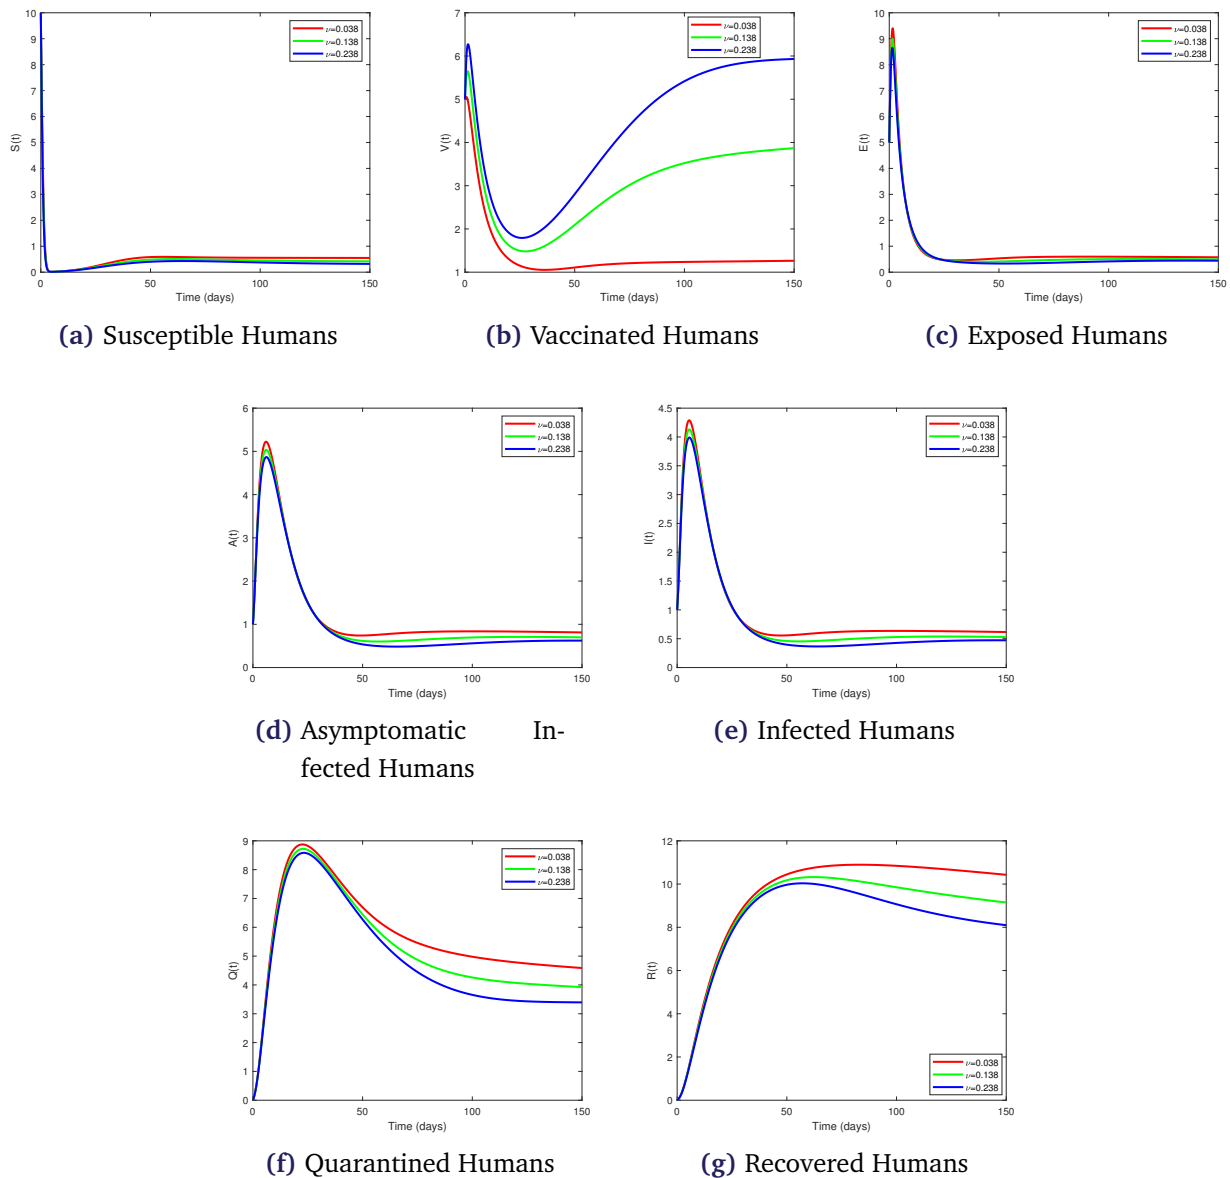 10
9
8
7
6
5
4
3
2
1
0
S(t)
ν=0.038
ν=0.138
ν=0.238
0 50 100 150
Time (days)
(a) Susceptible Humans
7
6
5
4
3
2
1
V(t)
ν=0.038
ν=0.138
ν=0.238
0 50 100 150
Time (days)
(b) Vaccinated Humans
10
9
8
7
6
5
4
3
2
1
0
E(t)
ν=0.038
ν=0.138
ν=0.238
0 50 100 150
Time (days)
(c) Exposed Humans
6
5
4
3
2
1
0
A(t)
ν=0.038
ν=0.138
ν=0.238
0 50 100 150
Time (days)
(d) Asymptomatic In-
fected Humans
4.5
4
3.5
3
2.5
2
1.5
1
0.5
0
I(t)
ν=0.038
ν=0.138
ν=0.238
0 50 100 150
Time (days)
(e) Infected Humans
9
8
7
6
5
4
3
2
1
0
Q(t)
ν=0.038
ν=0.138
ν=0.238
0 50 100 150
Time (days)
(f) Quarantined Humans
12
10
8
6
4
2
0
R(t)
ν=0.038
ν=0.138
ν=0.238
0 50 100 150
Time (days)
(g) Recovered Humans